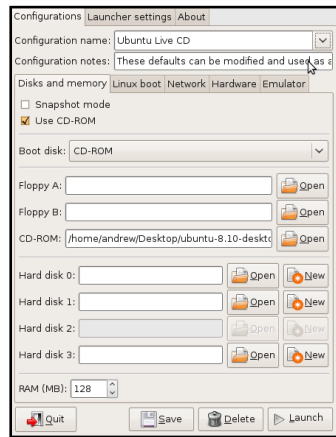 Configurations Launcher settings About
Configuration name: Ubuntu Live CD
Configuration notes: These defaults can be modified and used as a
Disks and memory Linux boot Network Hardware Emulator
Snapshot mode
Use CD-ROM
Boot disk: CD-ROM
Floppy A: Open
Floppy B: Open
CD-ROM: /home/andrew/Desktop/ubuntu-8.10-deskto Open
Hard disk 0: Open New
Hard disk 1: Open New
Hard disk 2: Open New
Hard disk 3: Open New
RAM (MB): 128
Quit Save Delete Launch